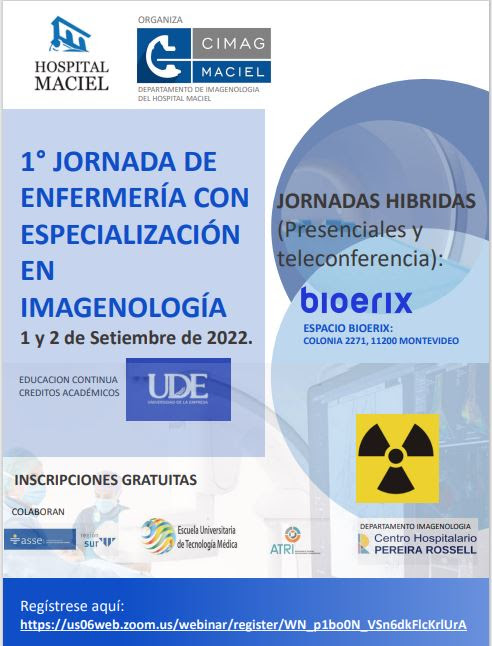 HOSPITAL
MACIEL
ORGANIZA
CIMAG
MACIEL
DEPARTAMENTO DE IMAGENOLOGIA
DEL HOSPITAL MACIEL
1° JORNADA DE
ENFERMERÍA CON
ESPECIALIZACIÓN
EN
IMAGENOLOGÍA
1 y 2 de Setiembre de 2022.
JORNADAS HIBRIDAS
(Presenciales y
teleconferencia):
bioerix
ESPACIO BIOERIX:
COLONIA 2271, 11200 MONTEVIDEO
EDUCACION CONTINUA
CREDITOS ACADÉMICOS
UDE
UNIVERSIDAD DE LA EMPRESA
INSCRIPCIONES GRATUITAS
COLABORAN
asse
region
sur
Escuela Universitaria
de Tecnología Médica
ATRI
DEPARTAMENTO IMAGENOLOGIA
Centro Hospitalario
PEREIRA ROSSELL
Regístrese aquí:
https://us06web.zoom.us/webinar/register/WN_p1bo0N_VSn6dkFlcKrlUrA